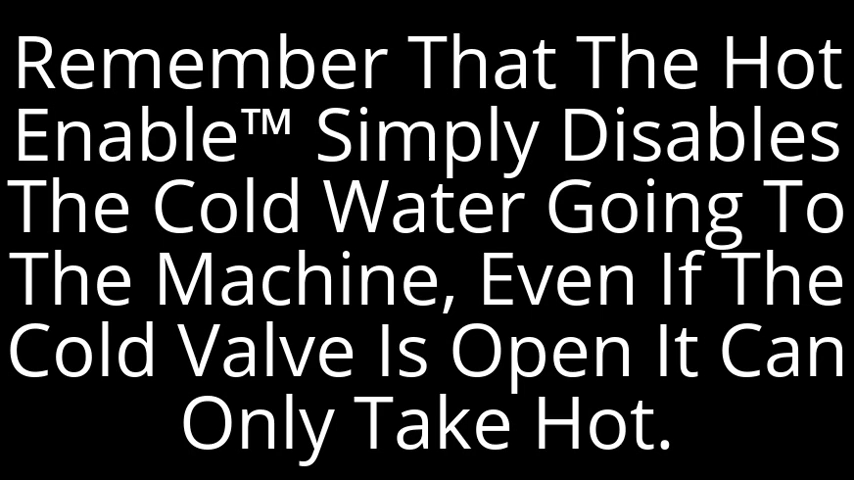 Remember That The Hot
Enable™ Simply Disables
The Cold Water Going To
The Machine, Even If The
Cold Valve Is Open It Can
Only Take Hot.